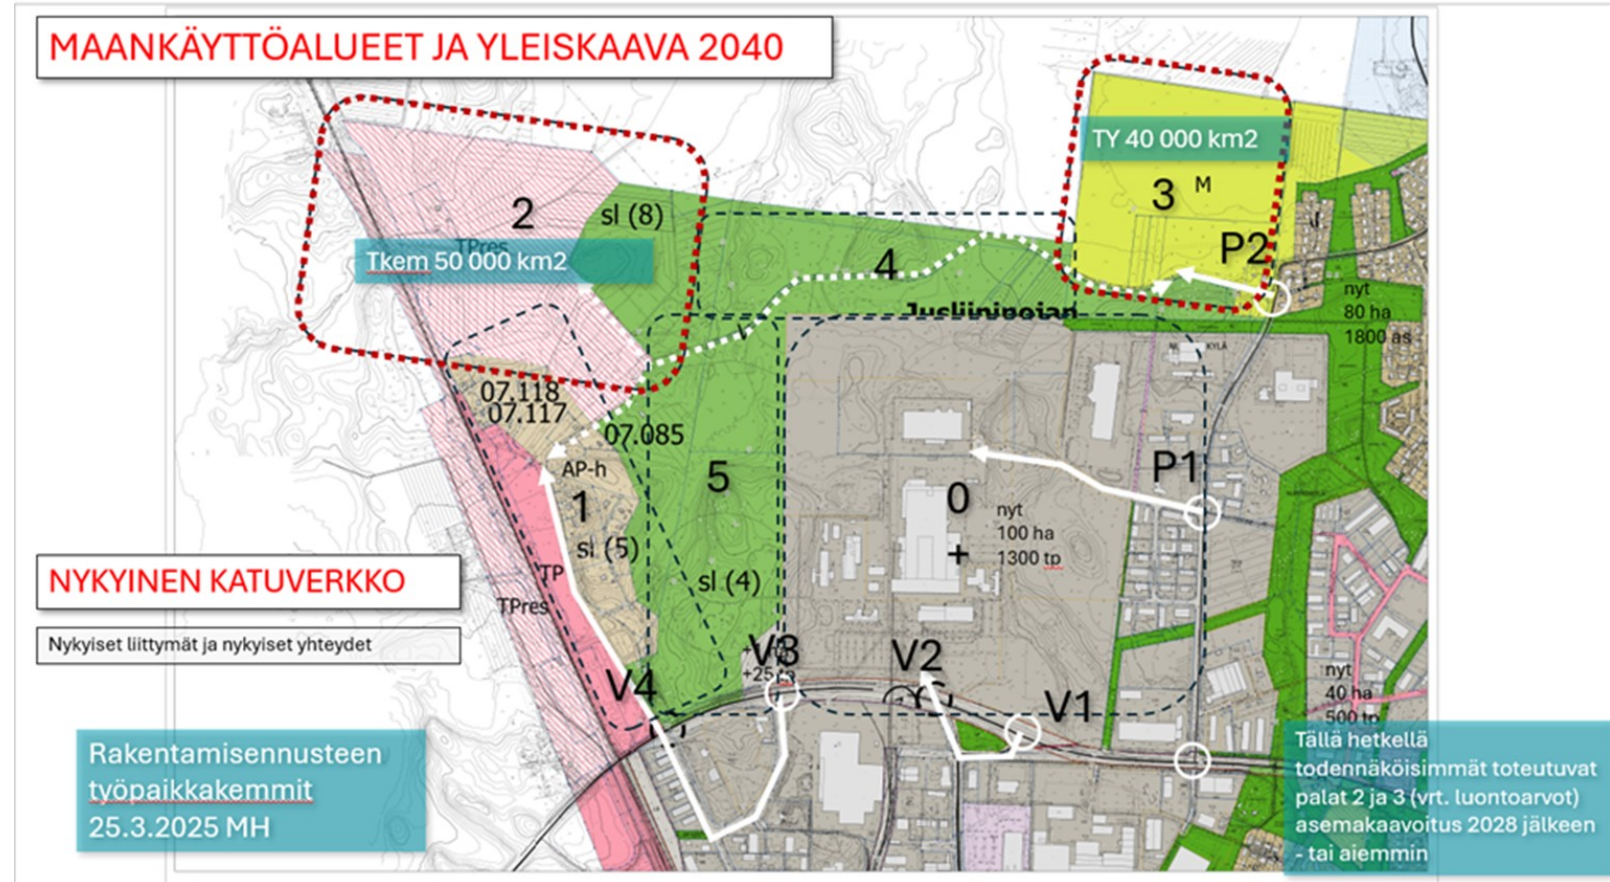 MAANKÄYTTÖALUEET JA YLEISKAAVA 2040
TY 40 000 km2
3 M
2
sl (8)
TPres
Tkem 50 000 km2
4
P2
nyt
80 ha
1800 as
07.118
07.117
07.085
AP-h
1
5
P1
0
nyt
100 ha
1300 tp
+
sl (5)
sl (4)
NYKYINEN KATUVERKKO
TP
TPres
Nykyiset liittymät ja nykyiset yhteydet
V3
V2
V4
V1
nyt
40 ha
500 tp
Rakentamisennusteen
työpaikkakemmit
25.3.2025 MH
Tällä hetkellä
todennäköisimmät toteutuvat
palat 2 ja 3 (vrt. luontoarvot)
asemakaavoitus 2028 jälkeen
- tai aiemmin